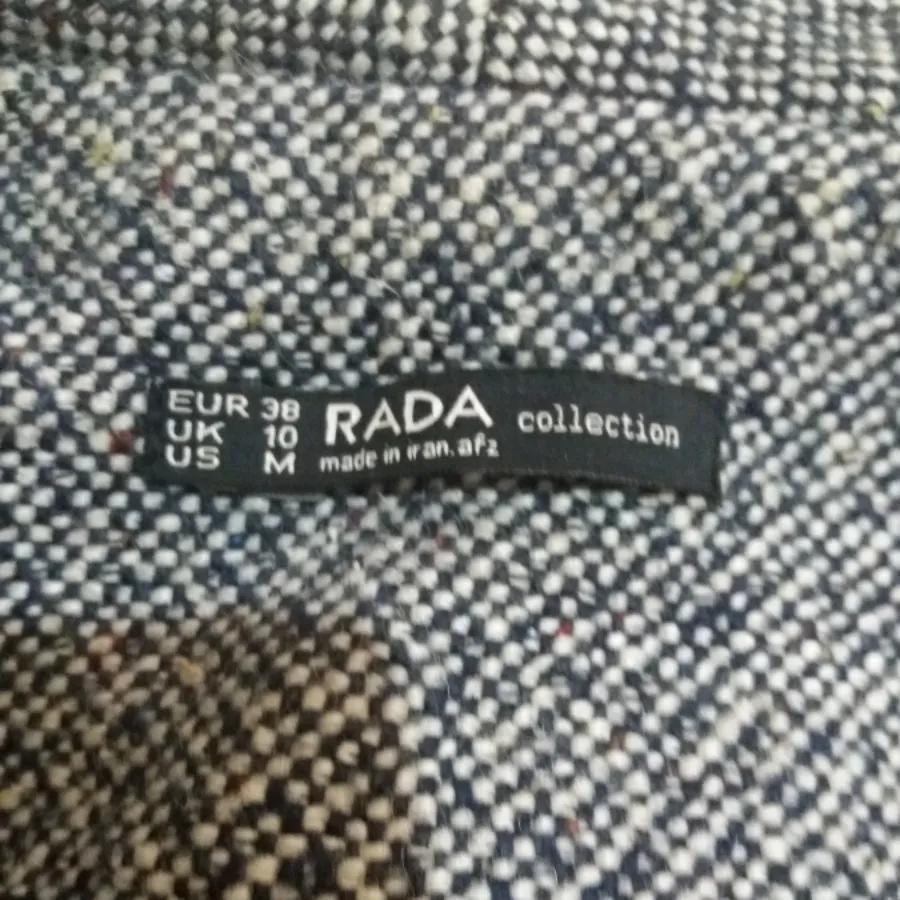 EUR 38
UK 10
US M
RADA
made in iran.afz
collection